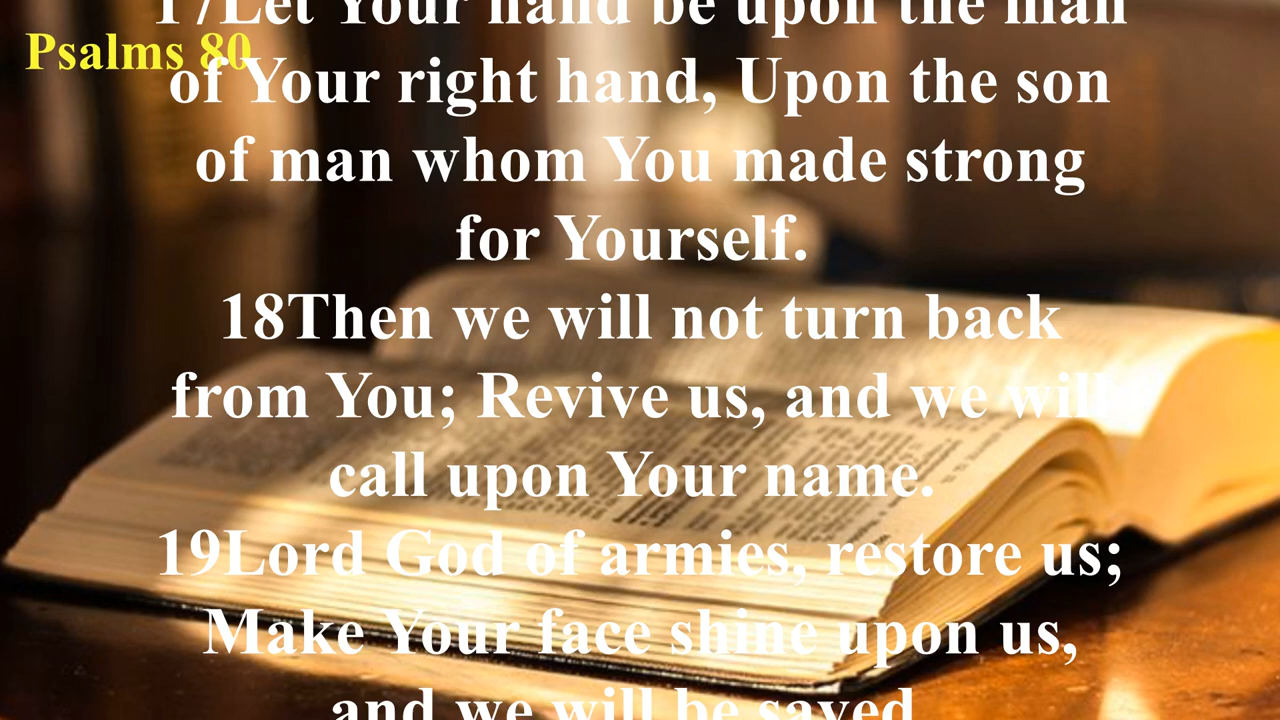 17Let Your hand be upon the man
Psalms 80
of Your right hand, Upon the son
of man whom You made strong
for Yourself.
18Then we will not turn back
from You; Revive us, and we will
call upon Your name.
19Lord God of armies, restore us;
Make Your face shine upon us,
and we will be saved